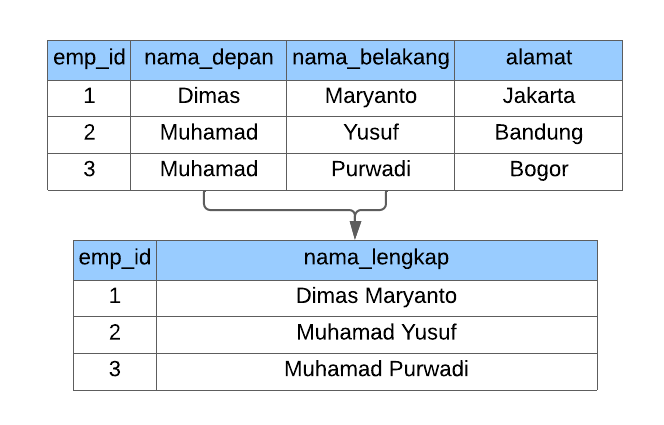 emp_id nama_depan nama_belakang alamat
1 Dimas Maryanto Jakarta
2 Muhamad Yusuf Bandung
3 Muhamad Purwadi Bogor
emp_id nama_lengkap
1 Dimas Maryanto
2 Muhamad Yusuf
3 Muhamad Purwadi